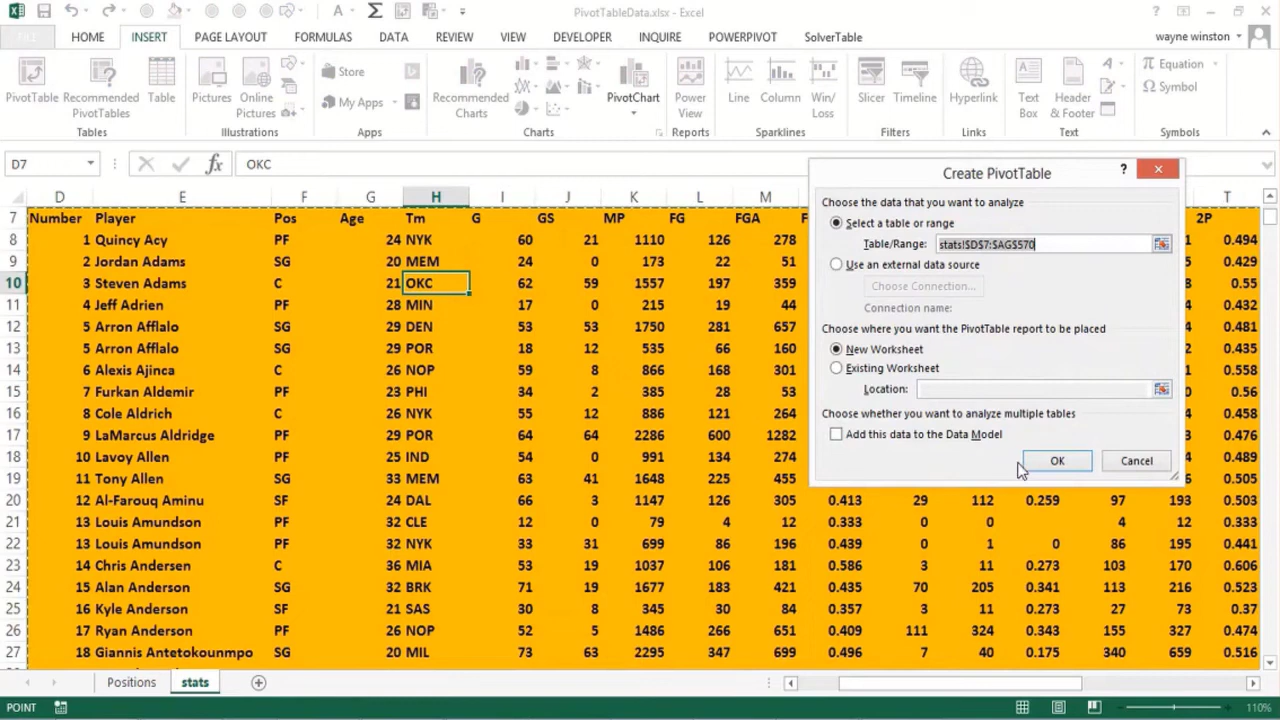 PivotTableData.xlsx - Excel
FILE HOME INSERT PAGE LAYOUT FORMULAS DATA REVIEW VIEW DEVELOPER INQUIRE POWERPIVOT SolverTable wayne winston
PivotTable Recommended PivotTables Table
Tables
Pictures Online Pictures
Illustrations
Store
My Apps
Apps
Recommended Charts
PivotChart
Charts
Power View
Reports
Line Column Win/ Loss
Sparklines
Slicer Timeline
Filters
Hyperlink
Links
Text Box Header & Footer
Text
Equation
Symbol
Symbols
D7 fx OKC
D E F G H I J K L M T
7 Number Player Pos Age Tm G GS MP FG FGA F 2P
8 1 Quincy Acy PF 24 NYK 60 21 1110 126 278 1 0.494
9 2 Jordan Adams SG 20 MEM 24 0 173 22 51 0.429
10 3 Steven Adams C 21 OKC 62 59 1557 197 359 0.55
11 4 Jeff Adrien PF 28 MIN 17 0 215 19 44 0.432
12 5 Arron Afflalo SG 29 DEN 53 53 1750 281 657 0.481
13 5 Arron Afflalo SG 29 POR 18 12 535 66 160 0.435
14 6 Alexis Ajinca C 26 NOP 59 8 866 168 301 0.558
15 7 Furkan Aldemir PF 23 PHI 34 2 385 28 53 0.56
16 8 Cole Aldrich C 26 NYK 55 12 886 121 264 0.458
17 9 LaMarcus Aldridge PF 29 POR 64 64 2286 600 1282 0.476
18 10 Lavoy Allen PF 25 IND 54 0 991 134 274 0.489
19 11 Tony Allen SG 33 MEM 63 41 1648 225 455 0.505
20 12 Al-Farouq Aminu SF 24 DAL 66 3 1147 126 305 0.413 29 112 0.259 97 193 0.503
21 13 Louis Amundson PF 32 CLE 12 0 79 4 12 0.333 0 0 4 12 0.333
22 13 Louis Amundson PF 32 NYK 33 31 699 86 196 0.439 0 1 0 86 195 0.441
23 14 Chris Andersen C 36 MIA 53 19 1037 106 181 0.586 3 11 0.273 103 170 0.606
24 15 Alan Anderson SG 32 BRK 71 19 1677 183 421 0.435 70 205 0.341 113 216 0.523
25 16 Kyle Anderson SF 21 SAS 30 8 345 30 84 0.357 3 11 0.273 27 73 0.37
26 17 Ryan Anderson PF 26 NOP 52 5 1486 266 651 0.409 111 324 0.343 155 327 0.474
27 18 Giannis Antetokounmpo SG 20 MIL 73 63 2295 347 699 0.496 7 40 0.175 340 659 0.516
Create PivotTable
Choose the data that you want to analyze
Select a table or range
Table/Range: stats!$D$7:$AG$570
Use an external data source
Choose Connection...
Connection name:
Choose where you want the PivotTable report to be placed
New Worksheet
Existing Worksheet
Location:
Choose whether you want to analyze multiple tables
Add this data to the Data Model
OK Cancel
Positions stats
POINT 110%